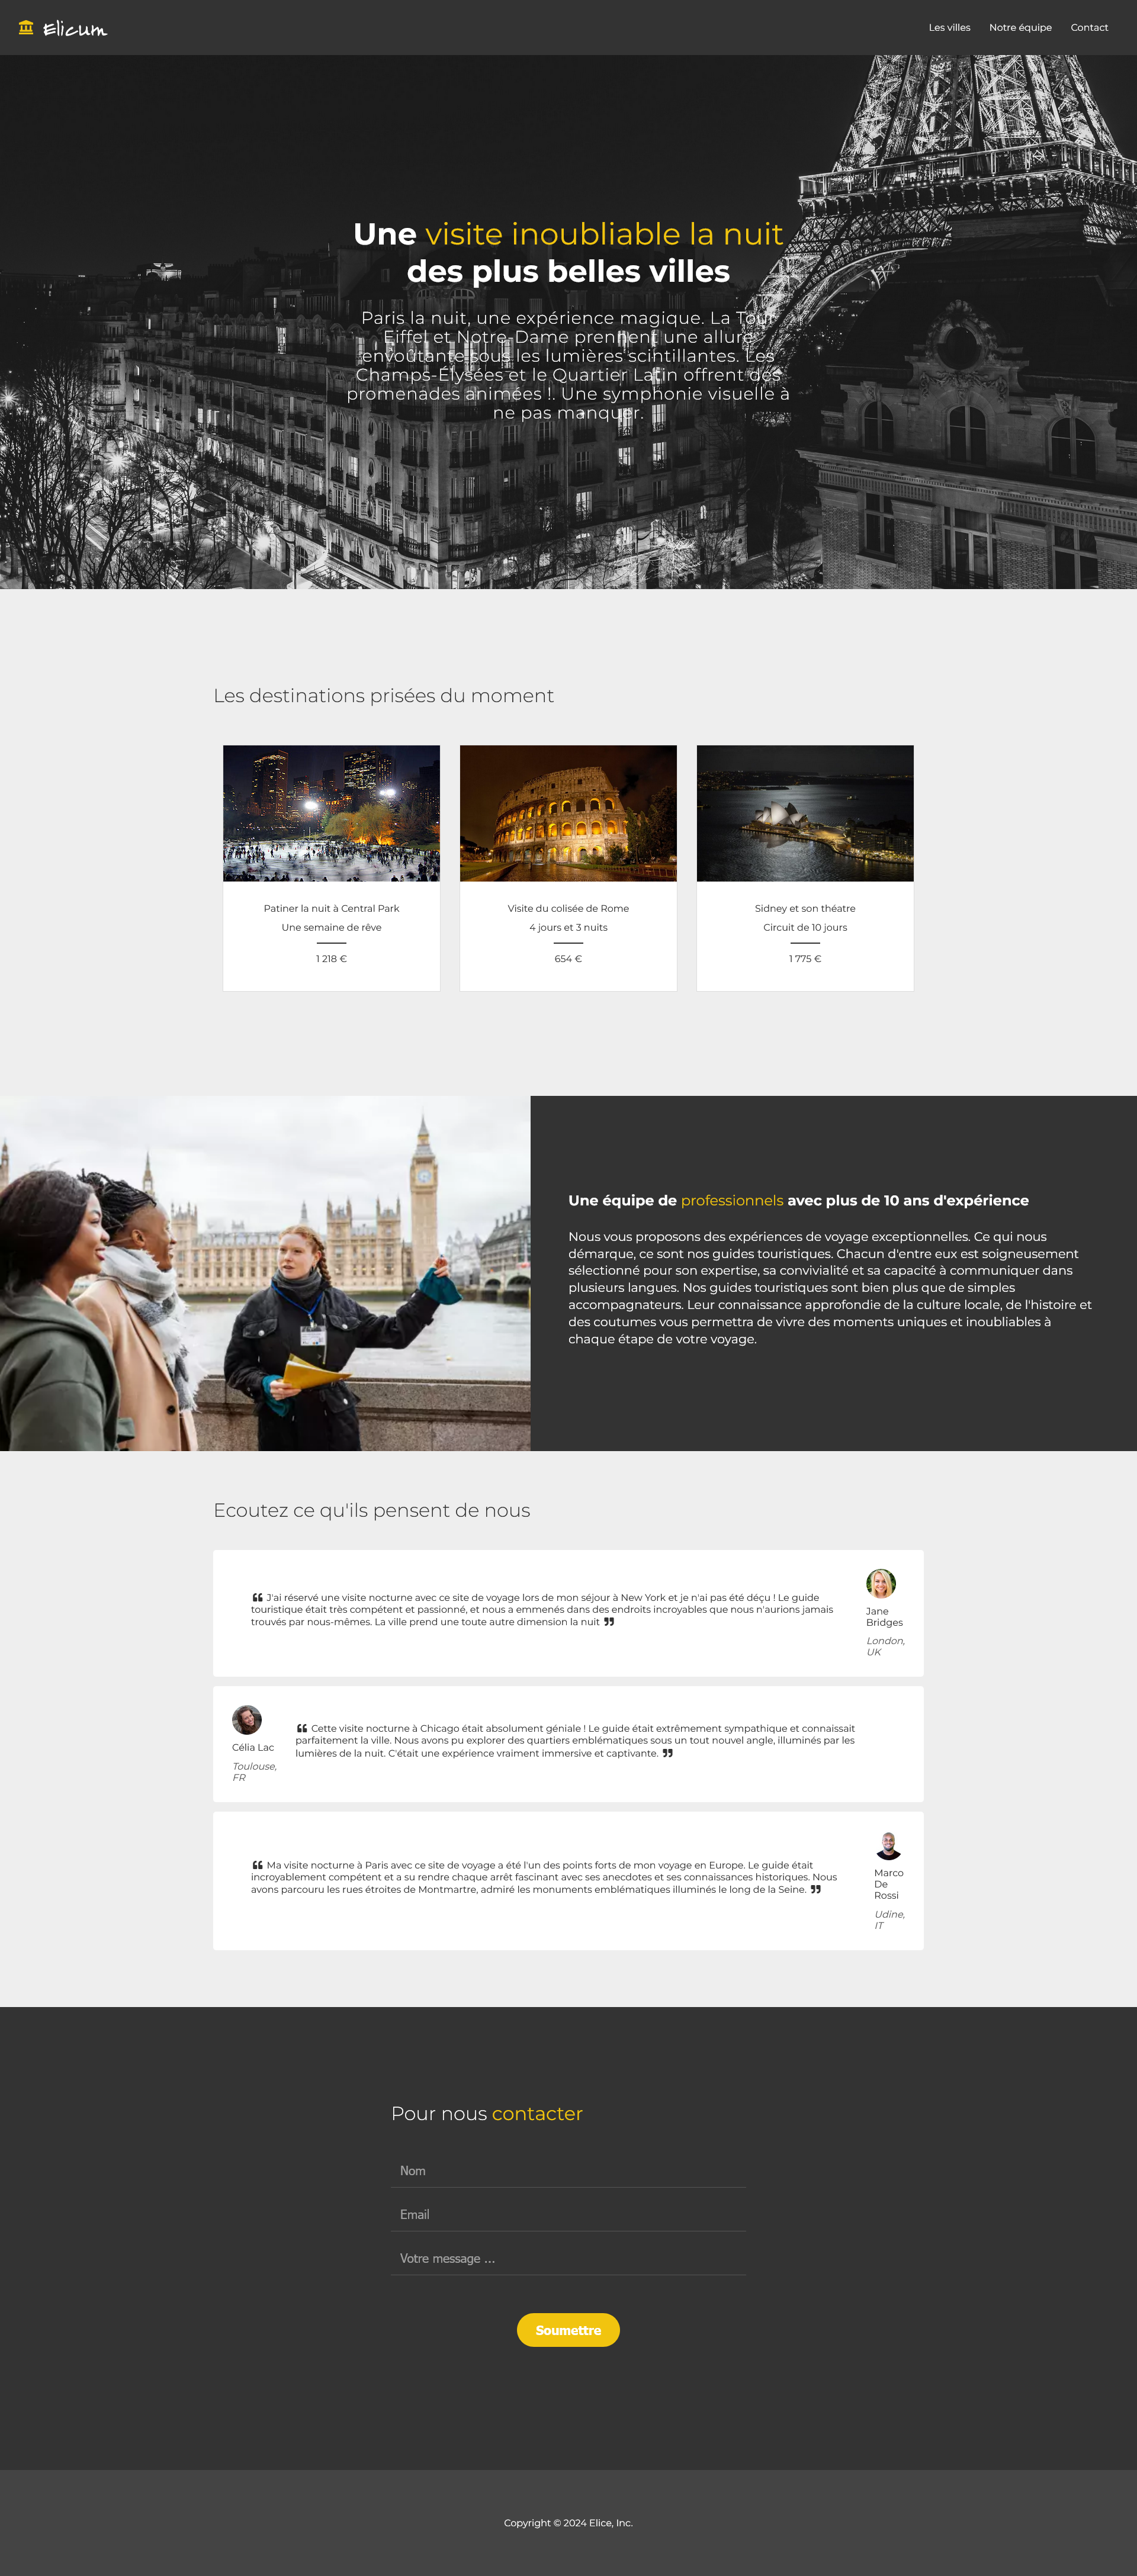 Elicum
Les villes
Notre équipe
Contact
Une visite inoubliable la nuit
des plus belles villes
Paris la nuit, une expérience magique. La Tour
Eiffel et Notre-Dame prennent une allure
envoûtante sous les lumières scintillantes. Les
Champs-Élysées et le Quartier Latin offrent des
promenades animées !. Une symphonie visuelle à
ne pas manquer.
Les destinations prisées du moment
Patiner la nuit à Central Park
Une semaine de rêve
1 218 €
Visite du colisée de Rome
4 jours et 3 nuits
654 €
Sidney et son théatre
Circuit de 10 jours
1 775 €
Une équipe de professionnels avec plus de 10 ans d'expérience
Nous vous proposons des expériences de voyage exceptionnelles. Ce qui nous
démarque, ce sont nos guides touristiques. Chacun d'entre eux est soigneusement
sélectionné pour son expertise, sa convivialité et sa capacité à communiquer dans
plusieurs langues. Nos guides touristiques sont bien plus que de simples
accompagnateurs. Leur connaissance approfondie de la culture locale, de l'histoire et
des coutumes vous permettra de vivre des moments uniques et inoubliables à
chaque étape de votre voyage.
Ecoutez ce qu'ils pensent de nous
❝ J'ai réservé une visite nocturne avec ce site de voyage lors de mon séjour à New York et je n'ai pas été déçu ! Le guide
touristique était très compétent et passionné, et nous a emmenés dans des endroits incroyables que nous n'aurions jamais
trouvés par nous-mêmes. La ville prend une toute autre dimension la nuit ❞
Jane
Bridges
London,
UK
Célia Lac
Toulouse,
FR
❝ Cette visite nocturne à Chicago était absolument géniale ! Le guide était extrêmement sympathique et connaissait
parfaitement la ville. Nous avons pu explorer des quartiers emblématiques sous un tout nouvel angle, illuminés par les
lumières de la nuit. C'était une expérience vraiment immersive et captivante. ❞
❝ Ma visite nocturne à Paris avec ce site de voyage a été l'un des points forts de mon voyage en Europe. Le guide était
incroyablement compétent et a su rendre chaque arrêt fascinant avec ses anecdotes et ses connaissances historiques. Nous
avons parcouru les rues étroites de Montmartre, admiré les monuments emblématiques illuminés le long de la Seine. ❞
Marco
De
Rossi
Udine,
IT
Pour nous contacter
Nom
Email
Votre message ...
Soumettre
Copyright © 2024 Elice, Inc.